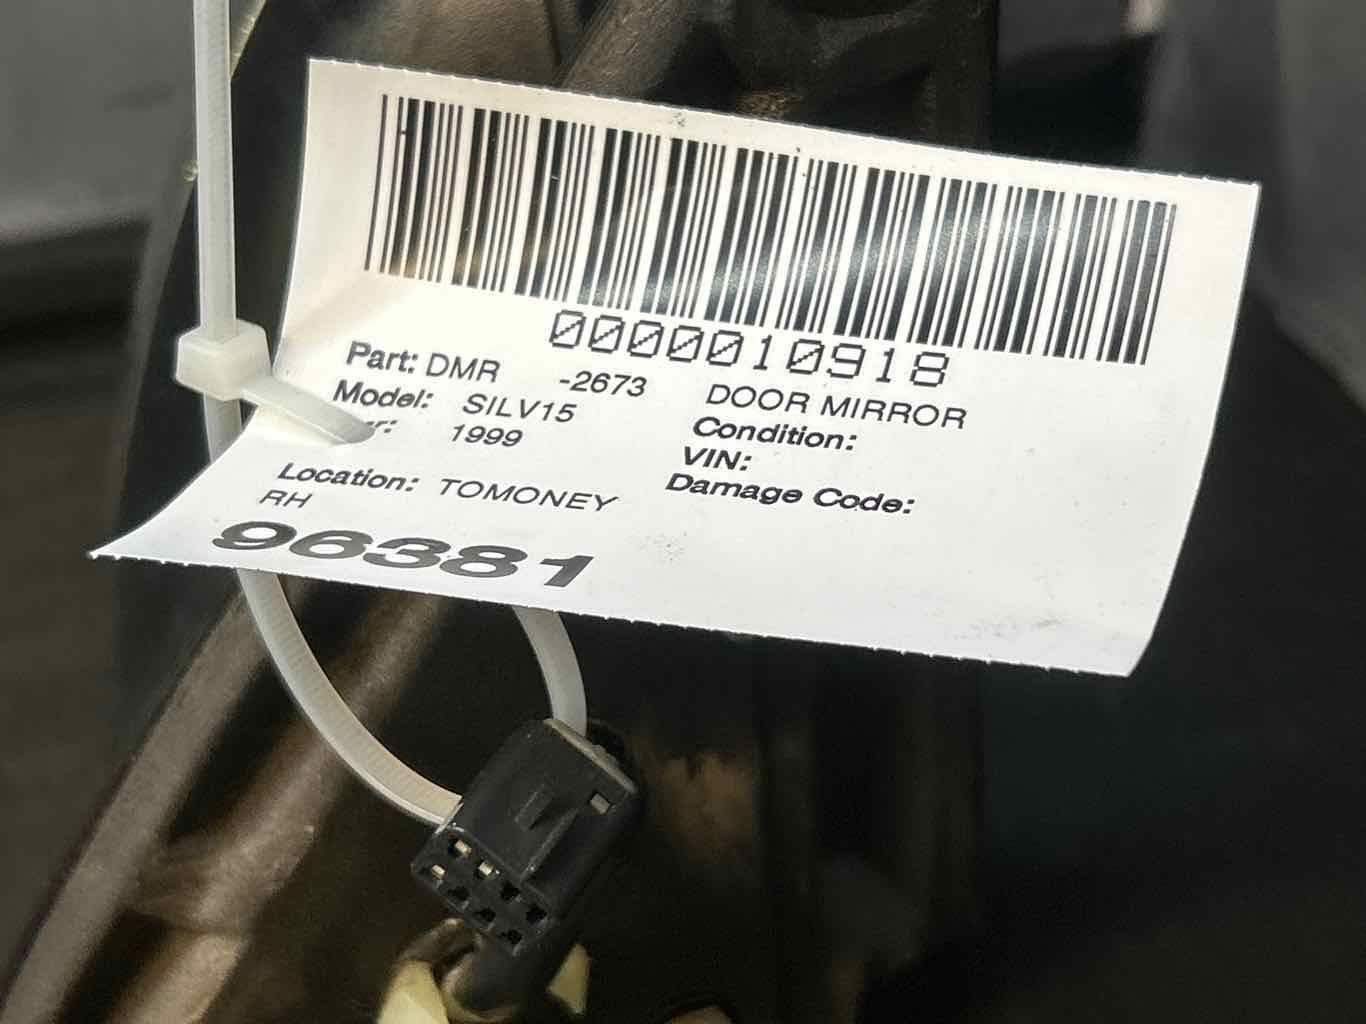 0000010918
Part: DMR -2673 DOOR MIRROR
Model: SILV15 Condition:
1999 VIN:
Location: TOMONEY Damage Code:
RH
96381